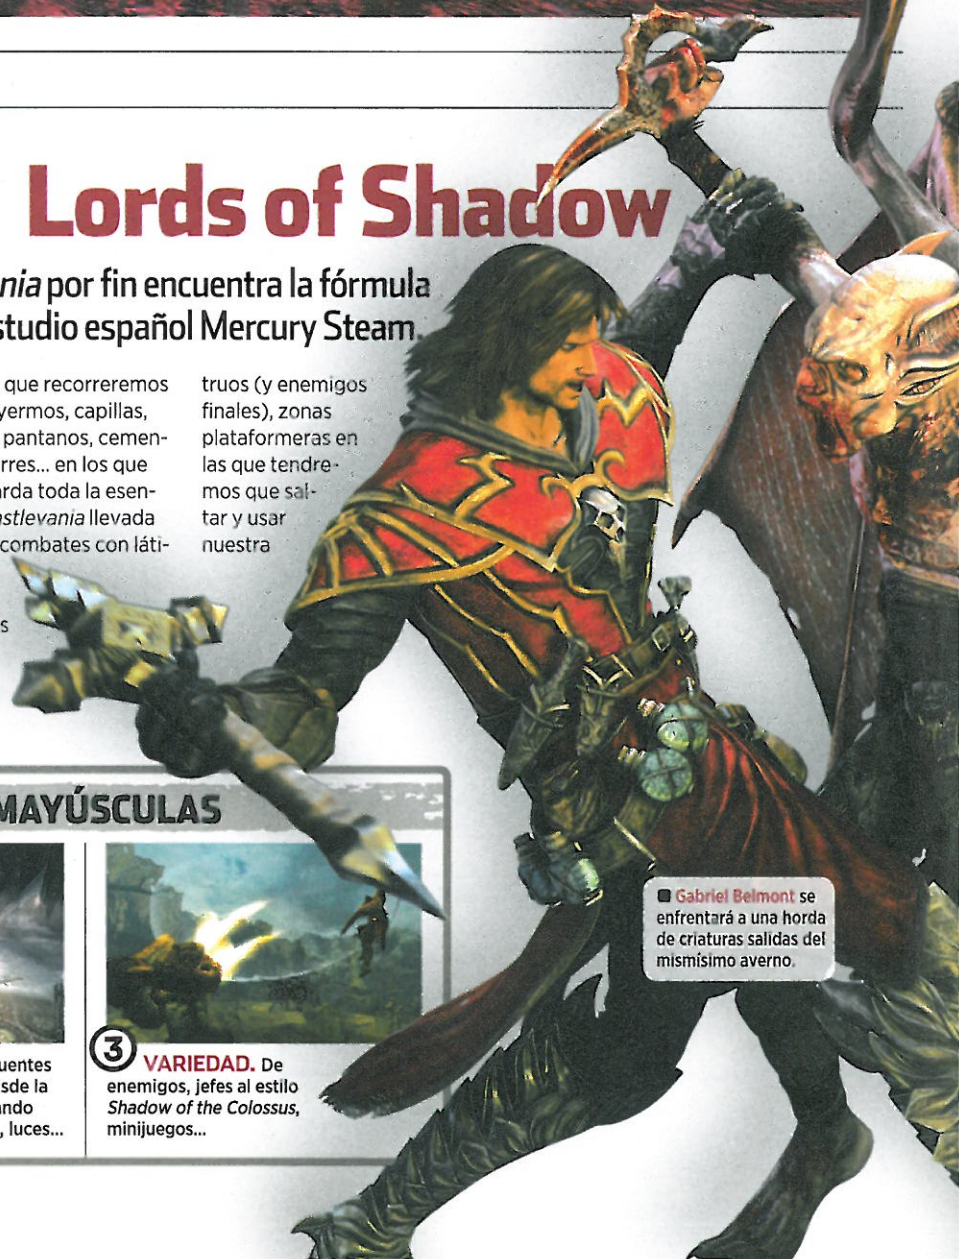 Lords of Shadow
nia por fin encuentra la fórmula
studio español Mercury Steam.
que recorreremos
yermos, capillas,
pantanos, cemen-
rres... en los que
arda toda la esen-
astlevania llevada
combates con láti-
s
truos (y enemigos
finales), zonas
plataformeras en
las que tendre-
mos que sal-
tar y usar
nuestra
MAYÚSCULAS
uentes
sde la
ando
, luces...
3 VARIEDAD. De
enemigos, jefes al estilo
Shadow of the Colossus,
minijuegos...
Gabriel Belmont se
enfrentará a una horda
de criaturas salidas del
mismísimo averno.